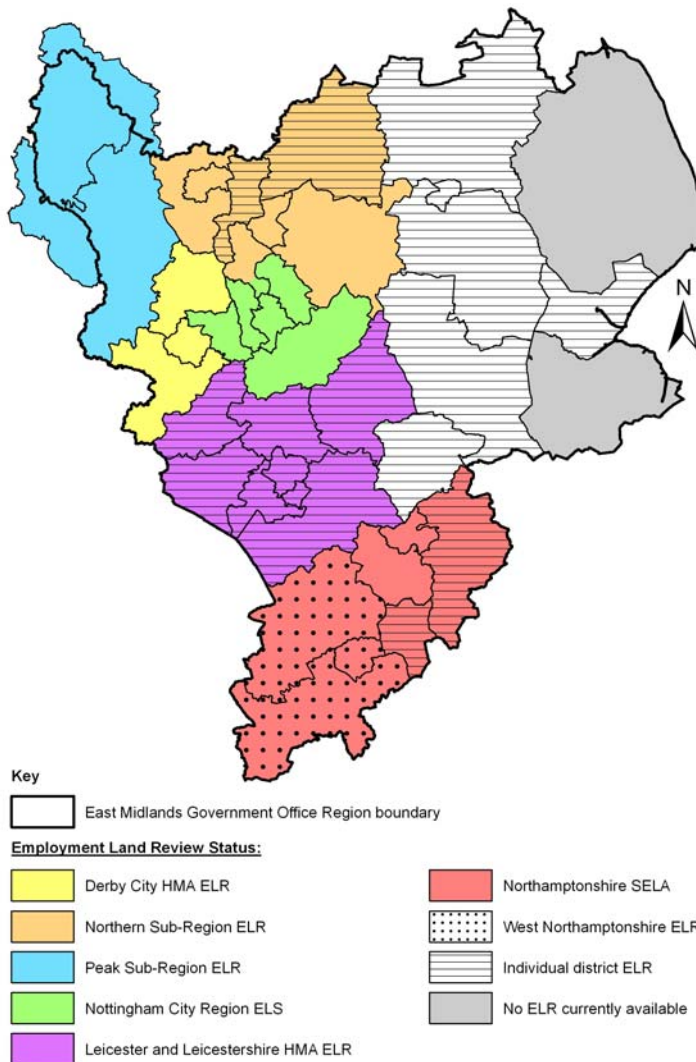 N
Key
East Midlands Government Office Region boundary
Employment Land Review Status:
Derby City HMA ELR
Northern Sub-Region ELR
Peak Sub-Region ELR
Nottingham City Region ELS
Leicester and Leicestershire HMA ELR
Northamptonshire SELA
West Northamptonshire ELR
Individual district ELR
No ELR currently available